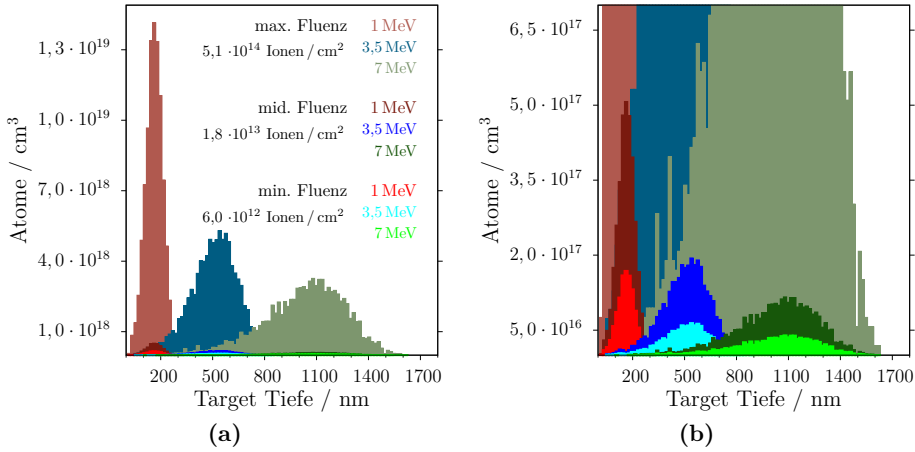 1,3 · 10^19
1,0 · 10^19
7,0 · 10^18
4,0 · 10^18
1,0 · 10^18
Atome / cm^3
max. Fluenz 1 MeV
5,1 ·10^14 Ionen / cm^2 3,5 MeV
7 MeV
mid. Fluenz 1 MeV
1,8 ·10^13 Ionen / cm^2 3,5 MeV
7 MeV
min. Fluenz 1 MeV
6,0 ·10^12 Ionen / cm^2 3,5 MeV
7 MeV
200 500 800 1100 1400 1700
Target Tiefe / nm
(a)
6,5 · 10^17
5,0 · 10^17
3,5 · 10^17
2,0 · 10^17
5,0 · 10^16
Atome / cm^3
200 500 800 1100 1400 1700
Target Tiefe / nm
(b)